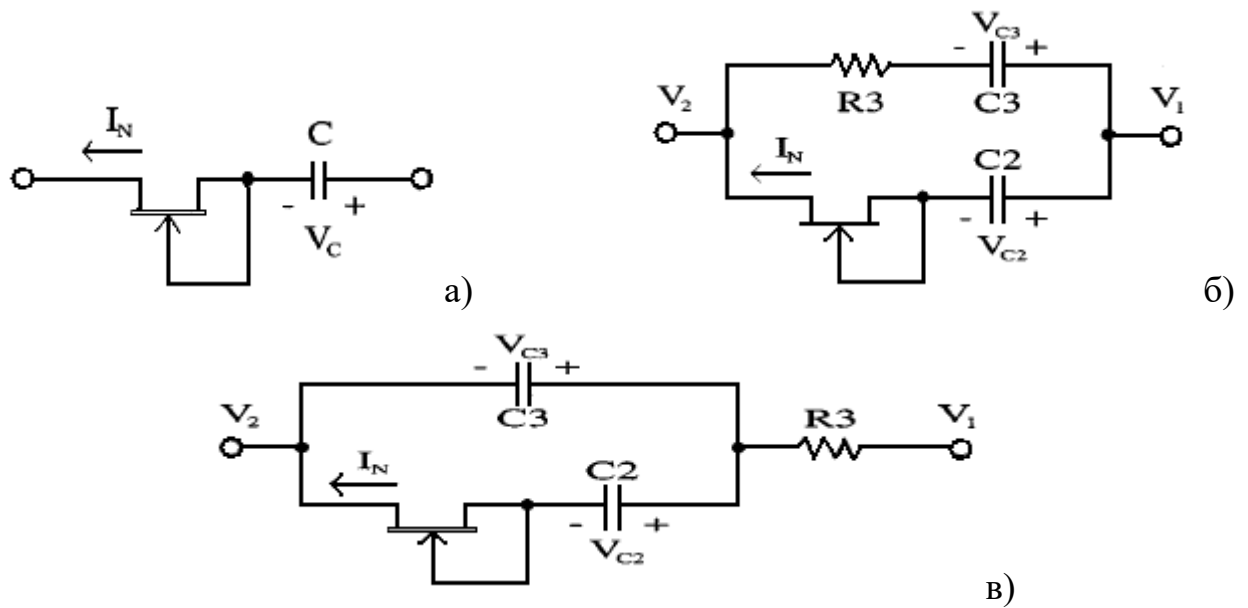 I_N C - + V_C а)
V_C3 - + R3 C3 V_2 V_1 I_N C2 - + V_C2 б)
V_C3 - + C3 V_2 R3 V_1 I_N C2 - + V_C2 в)